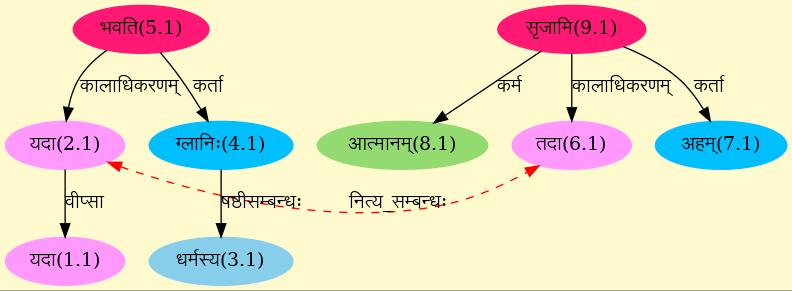 भवति(5.1) सृजामि(9.1)
कालाधिकरणम् कर्ता कर्म कालाधिकरणम् कर्ता
यदा(2.1) ग्लानिः(4.1) आत्मानम्(8.1) तदा(6.1) अहम्(7.1)
वीप्सा षष्ठीसम्बन्धः नित्य_सम्बन्धः
यदा(1.1) धर्मस्य(3.1)